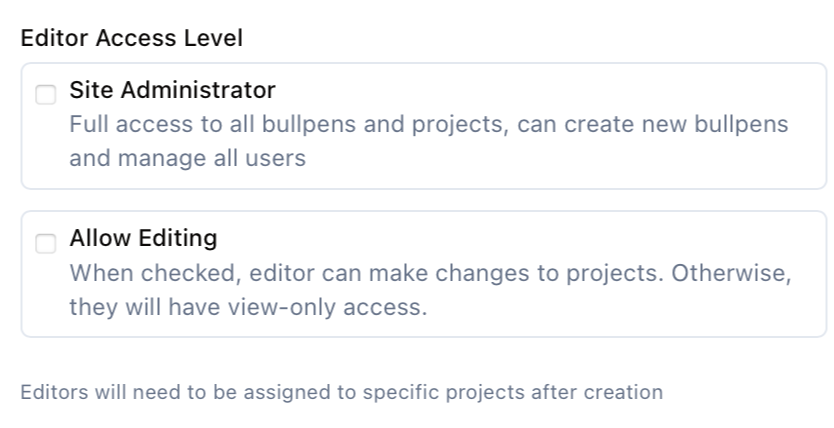 Editor Access Level
Site Administrator
Full access to all bullpens and projects, can create new bullpens
and manage all users
Allow Editing
When checked, editor can make changes to projects. Otherwise,
they will have view-only access.
Editors will need to be assigned to specific projects after creation